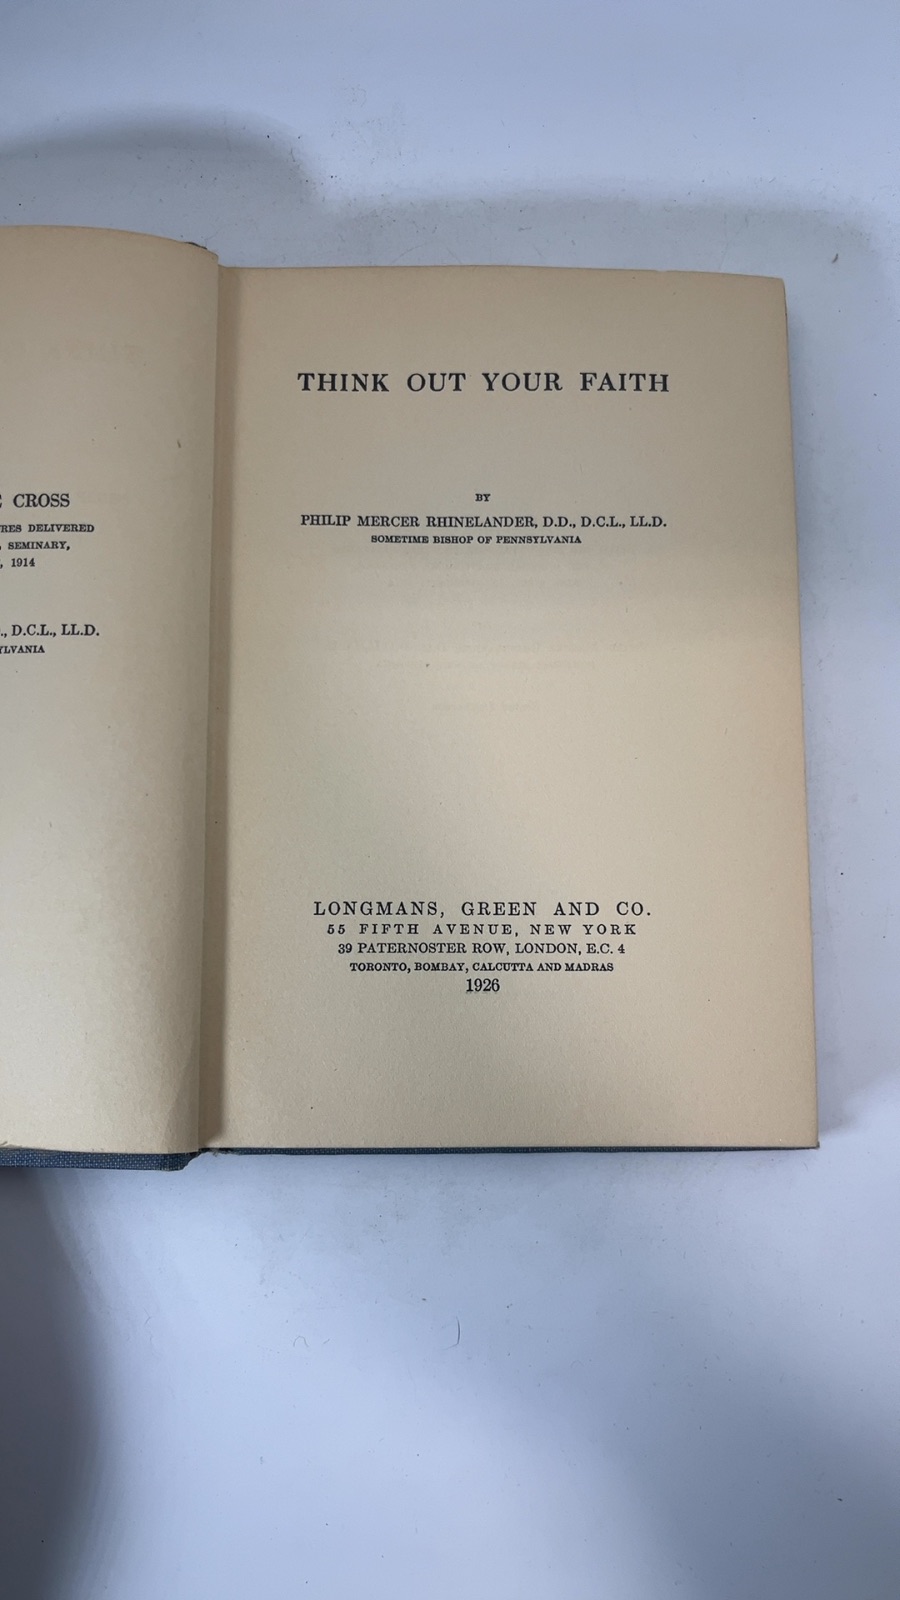 CROSS
RES DELIVERED
SEMINARY,
, 1914
., D.C.L., LL.D.
YLVANIA
THINK OUT YOUR FAITH
BY
PHILIP MERCER RHINELANDER, D.D., D.C.L., LL.D.
SOMETIME BISHOP OF PENNSYLVANIA
LONGMANS, GREEN AND CO.
55 FIFTH AVENUE, NEW YORK
39 PATERNOSTER ROW, LONDON, E.C. 4
TORONTO, BOMBAY, CALCUTTA AND MADRAS
1926